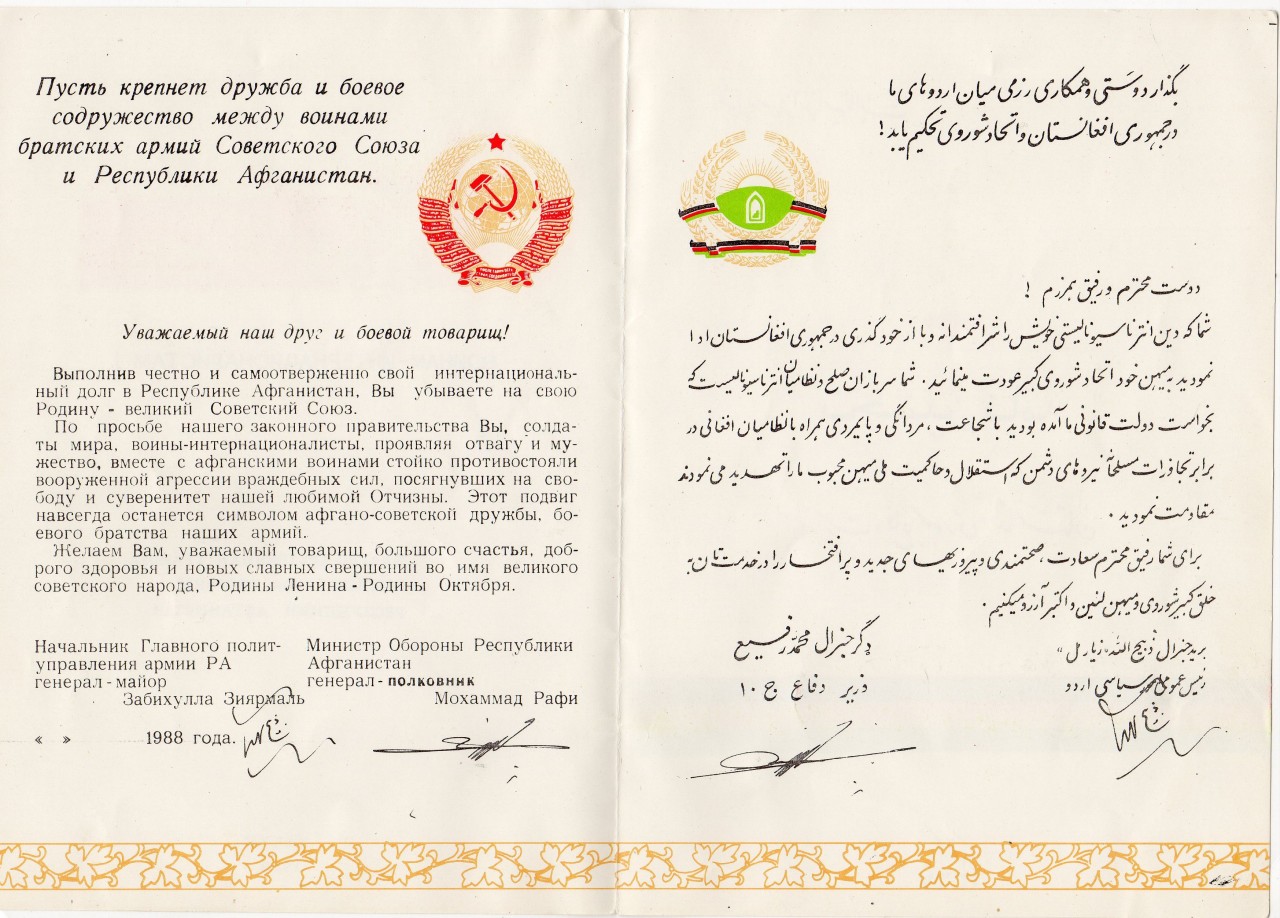 Пусть крепнет дружба и боевое
содружество между воинами
братских армий Советского Союза
и Республики Афганистан.
Уважаемый наш друг и боевой товарищ!
Выполнив честно и самоотверженно свой интернациональ-
ный долг в Республике Афганистан, Вы убываете на свою
Родину - великий Советский Союз.
По просьбе нашего законного правительства Вы, солда-
ты мира, воины-интернационалисты, проявляя отвагу и му-
жество, вместе с афганскими воинами стойко противостояли
вооруженной агрессии враждебных сил, посягнувших на сво-
боду и суверенитет нашей любимой Отчизны. Этот подвиг
навсегда останется символом афгано-советской дружбы, бо-
евого братства наших армий.
Желаем Вам, уважаемый товарищ, большого счастья, доб-
рого здоровья и новых славных свершений во имя великого
советского народа, Родины Ленина - Родины Октября.
Начальник Главного полит-
управления армии РА
генерал-майор
Забихулла Зиярмаль
Министр Обороны Республики
Афганистан
генерал-полковник
Мохаммад Рафи
« » 1988 года.
بگذار دوستی و همکاری رزمی میان اردوهای ما
در جمهوری افغانستان و اتحاد شوروی تحکیم یابد!
دوست محترم و رفیق همرزم !
شما که دین انترناسیونالیستی خویش را شرافتمندانه و با از خود گذری در جمهوری افغانستان ادا
نمودید به میهن خود اتحاد شوروی کبیر عودت مینمائید. شما سربازان صلح و نظامیان انترناسیونالیست که
بخواست دولت قانونی ما آمده بودید با شجاعت، مردانگی و پایمردی همراه با نظامیان افغانی در
برابر تجاوزات مسلحانه نیروهای دشمن که استقلال و حاکمیت ملی میهن محبوب ما را تهدید می نمودند
مقاومت نمودید.
برای شما رفیق محترم سعادت، صحتمندی و پیروزیهای جدید و پر افتخار را در خدمت تان به
خلق کبیر شوروی و میهن لنین و اکتبر آرزو میکنیم.
برید جنرال ذبیح الله زیارمل
رئیس عمومی سیاسی اردو
دگر جنرال محمد رفیع
وزیر دفاع ج ا